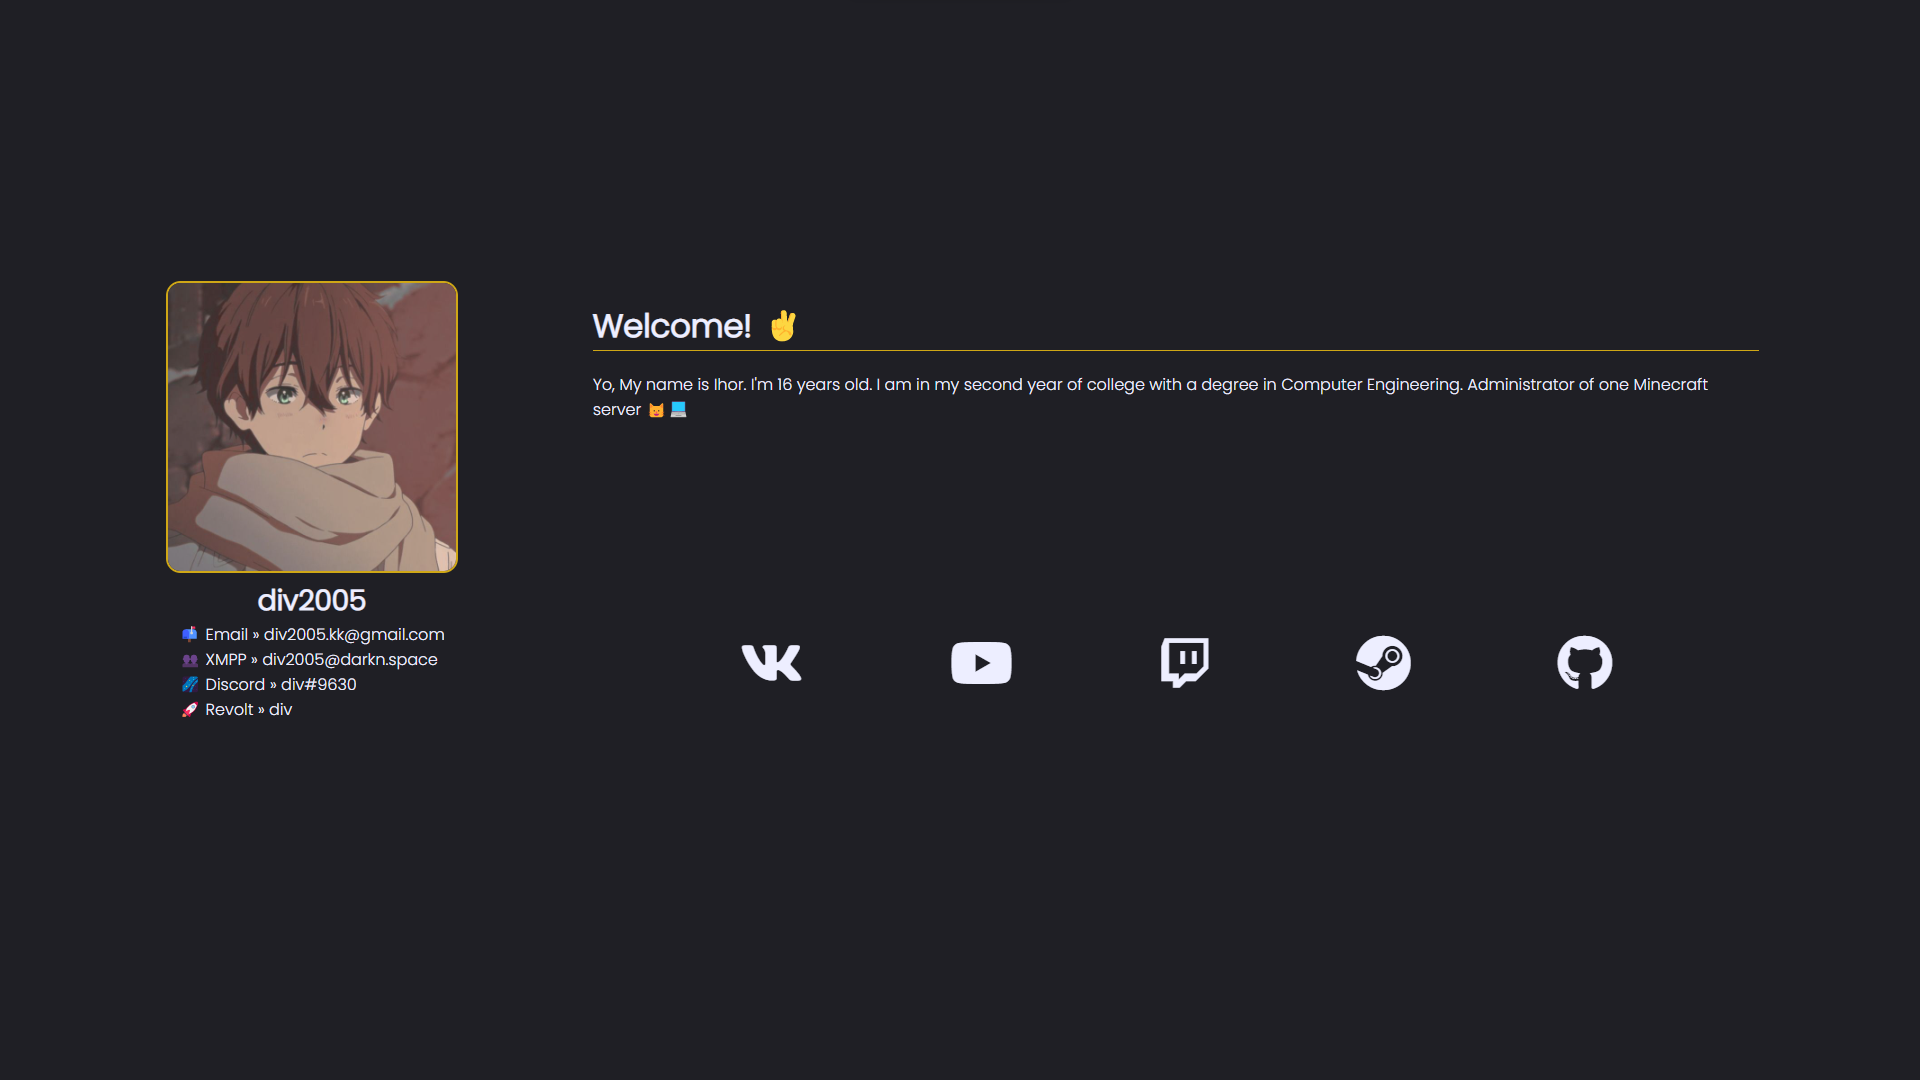 div2005
📫 Email » div2005.kk@gmail.com
👥 XMPP » div2005@darkn.space
Discord » div#9630
🚀 Revolt » div
Welcome! ✌️
Yo, My name is Ihor. I'm 16 years old. I am in my second year of college with a degree in Computer Engineering. Administrator of one Minecraft
server 🐱 💻